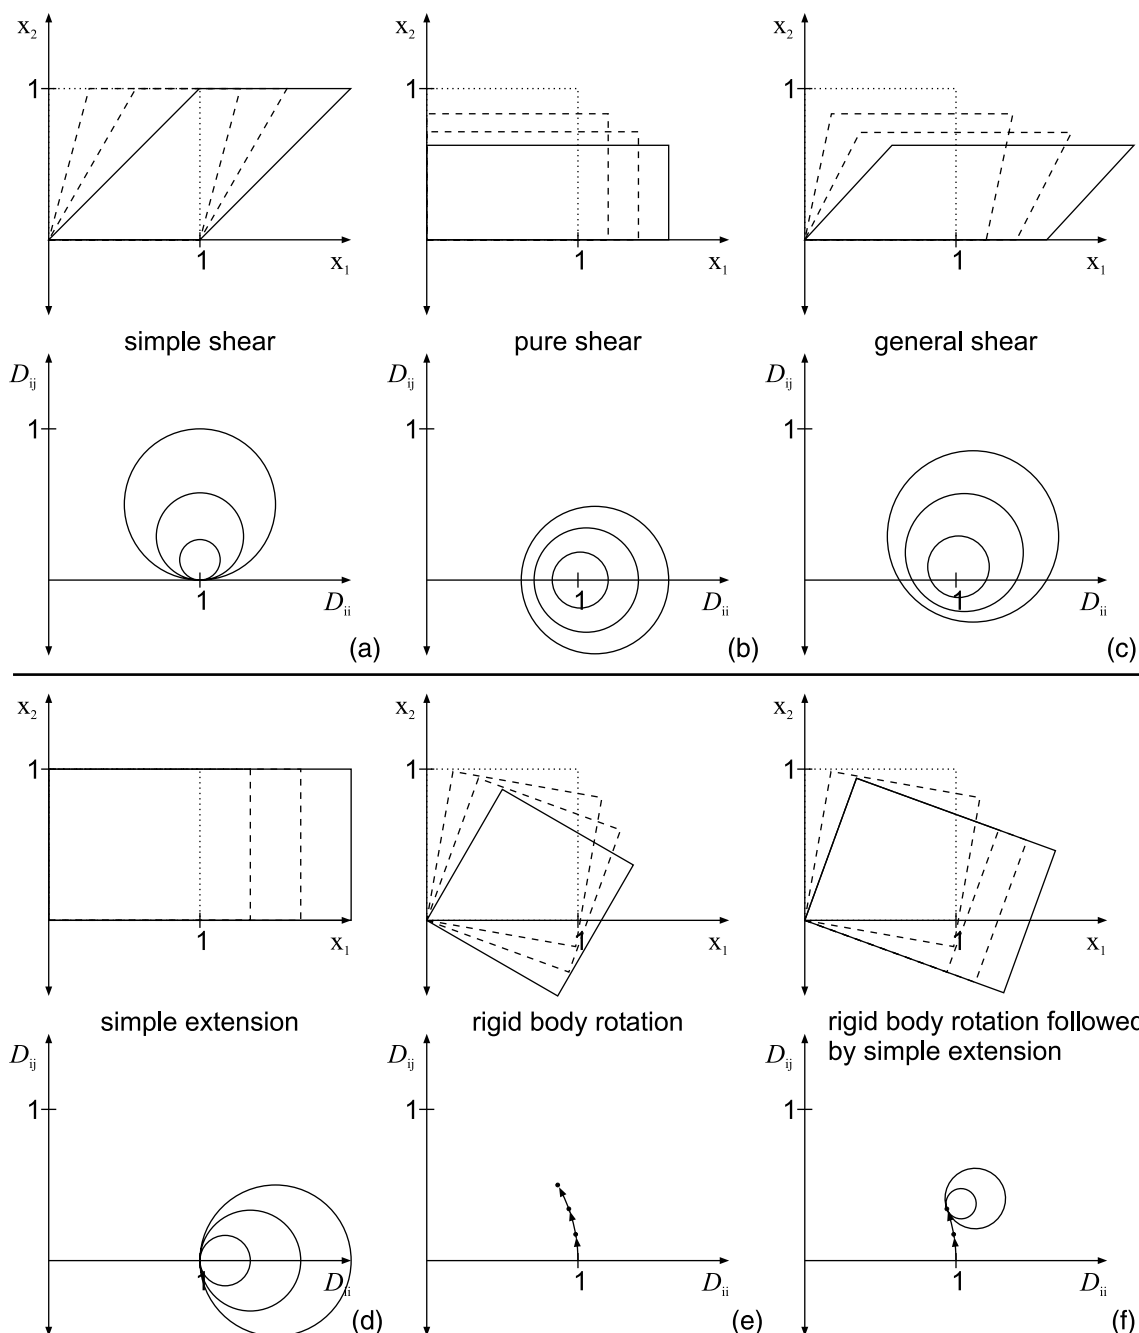 x2 x2 x2
1 1 1
1 1 1
x1 x1 x1
simple shear pure shear general shear
Dij Dij Dij
1 1 1
1 1 1
Dii Dii Dii
(a) (b) (c)
x2 x2 x2
1 1 1
1 1 1
x1 x1 x1
simple extension rigid body rotation rigid body rotation followed
by simple extension
Dij Dij Dij
1 1 1
1 1 1
Dii Dii Dii
(d) (e) (f)